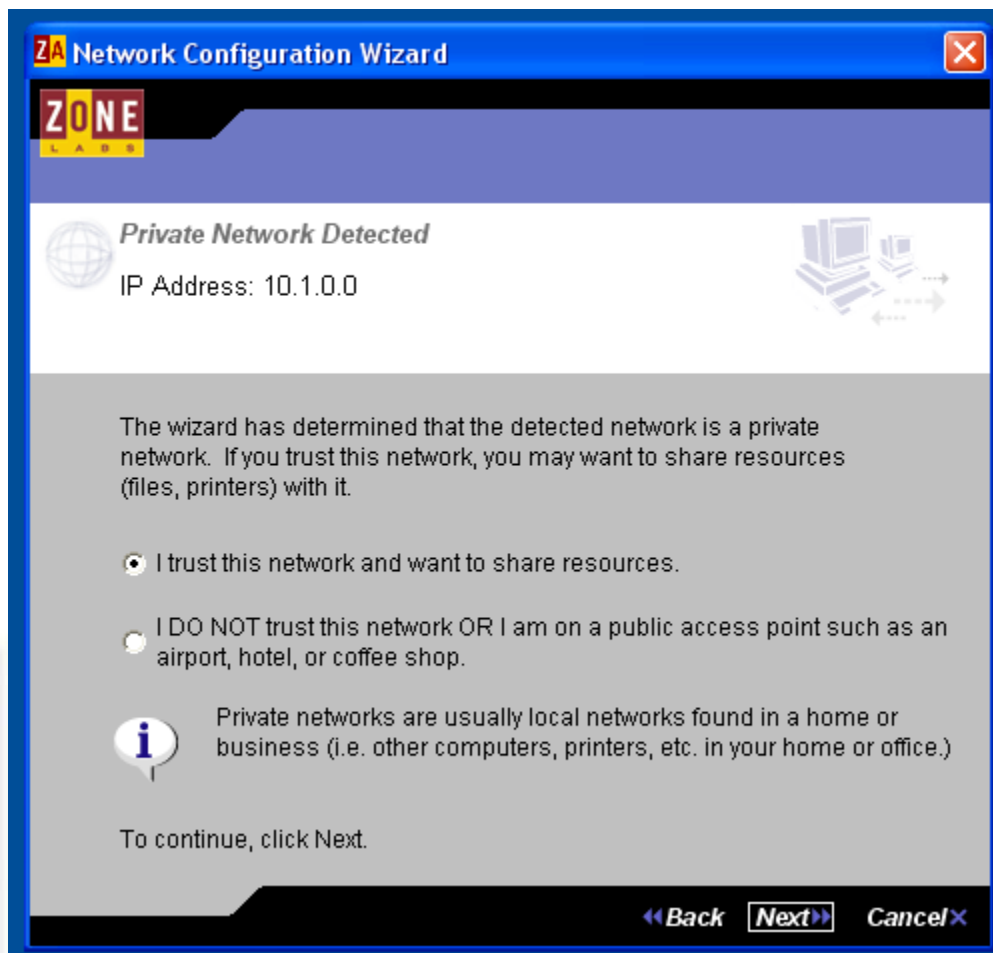 ZA Network Configuration Wizard
ZONE
LABS
Private Network Detected
IP Address: 10.1.0.0
The wizard has determined that the detected network is a private
network. If you trust this network, you may want to share resources
(files, printers) with it.
I trust this network and want to share resources.
I DO NOT trust this network OR I am on a public access point such as an
airport, hotel, or coffee shop.
i
Private networks are usually local networks found in a home or
business (i.e. other computers, printers, etc. in your home or office.)
To continue, click Next.
Back Next Cancel